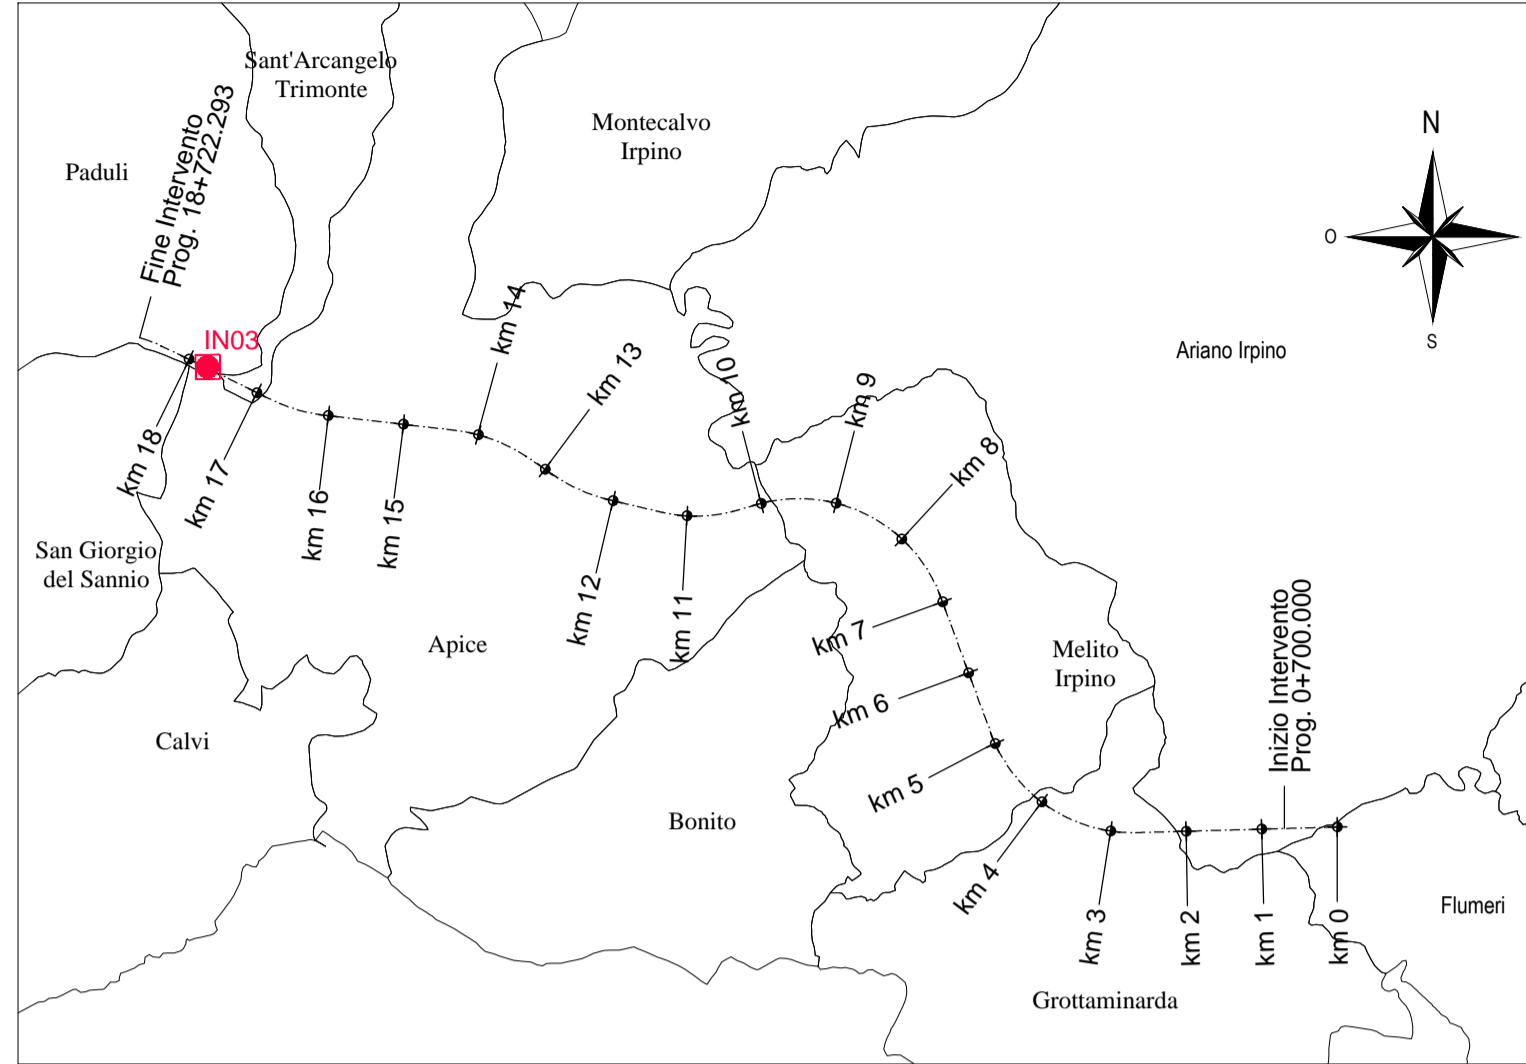 Sant'Arcangelo
Trimonte
Montecalvo
Irpino
Paduli
Fine Intervento
Prog. 18+722.293
N
O
S
IN03
Ariano Irpino
km 18
km 17
km 16
km 15
km 14
km 13
km 12
km 11
km 10
km 9
km 8
km 7
km 6
km 5
km 4
km 3
km 2
km 1
km 0
San Giorgio
del Sannio
Apice
Melito
Irpino
Inizio Intervento
Prog. 0+700.000
Calvi
Bonito
Flumeri
Grottaminarda